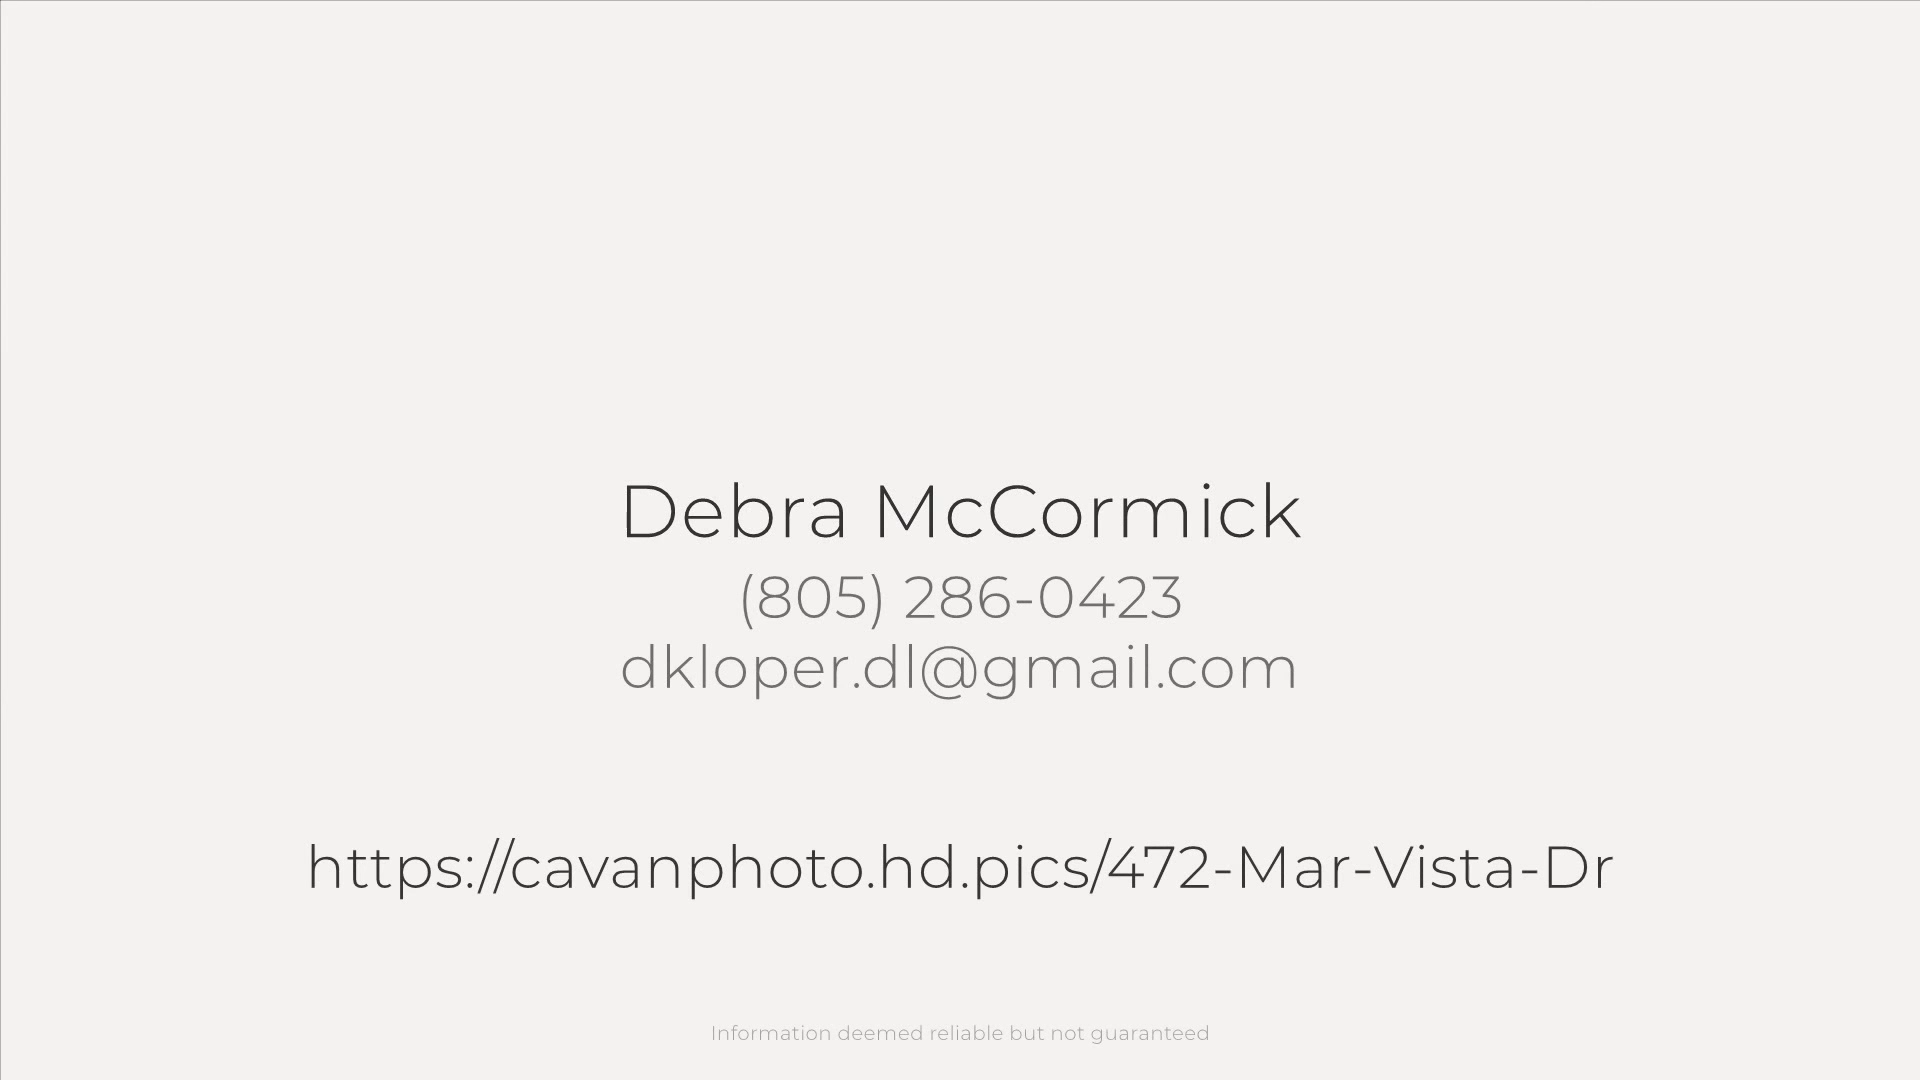 Debra McCormick
(805) 286-0423
dkloper.dl@gmail.com
https://cavanphoto.hd.pics/472-Mar-Vista-Dr
Information deemed reliable but not guaranteed